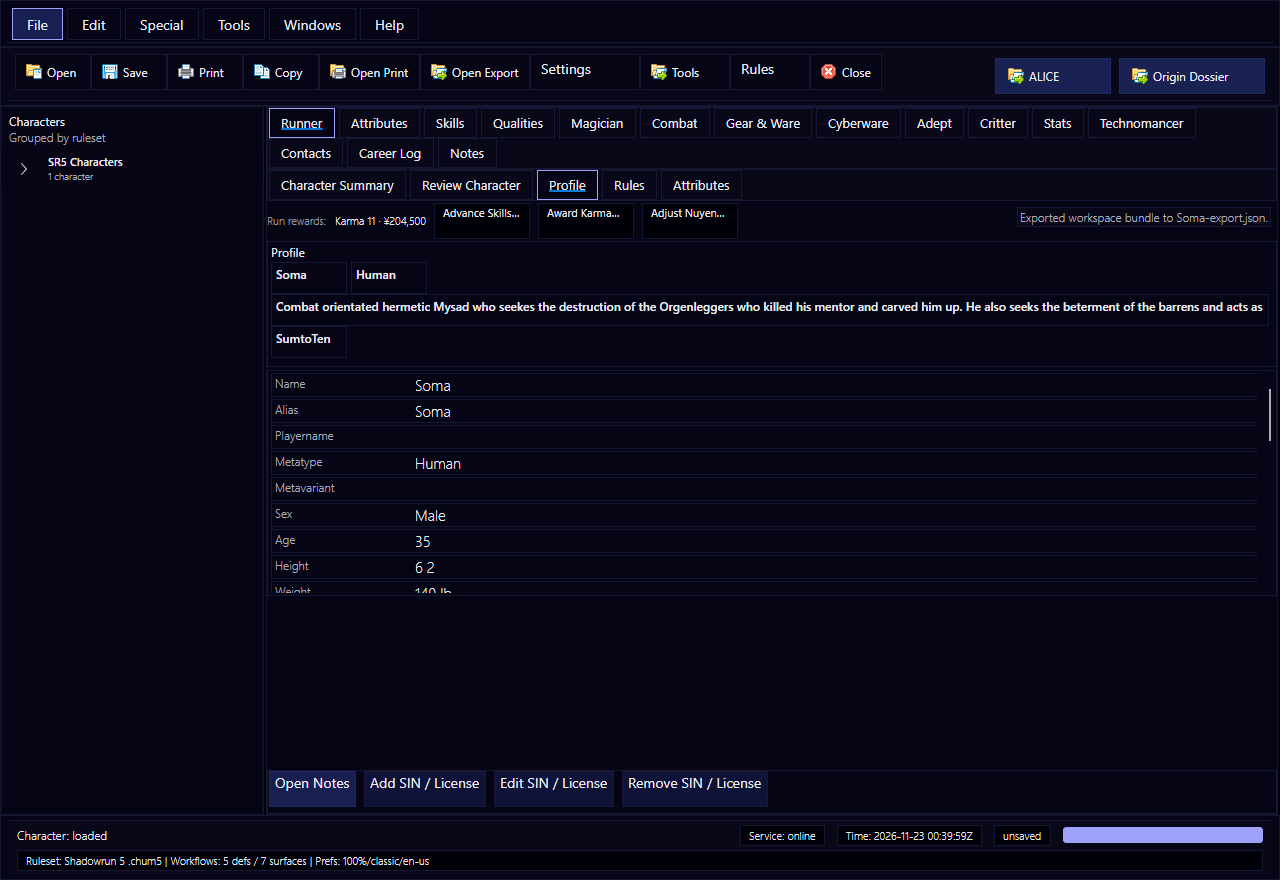 File Edit Special Tools Windows Help
Open Save Print Copy Open Print Open Export Settings Tools Rules Close ALICE Origin Dossier
Characters
Grouped by ruleset
SR5 Characters
1 character
Runner Attributes Skills Qualities Magician Combat Gear & Ware Cyberware Adept Critter Stats Technomancer
Contacts Career Log Notes
Character Summary Review Character Profile Rules Attributes
Run rewards: Karma 11 · ¥204,500 Advance Skills... Award Karma... Adjust Nuyen... Exported workspace bundle to Soma-export.json.
Profile
Soma Human
Combat orientated hermetic Mysad who seekes the destruction of the Orgenleggers who killed his mentor and carved him up. He also seeks the beterment of the barrens and acts as
SumtoTen
Name Soma
Alias Soma
Playername
Metatype Human
Metavariant
Sex Male
Age 35
Height 6 2
Weight 140 lb
Open Notes Add SIN / License Edit SIN / License Remove SIN / License
Character: loaded Service: online Time: 2026-11-23 00:39:59Z unsaved
Ruleset: Shadowrun 5 .chum5 | Workflows: 5 defs / 7 surfaces | Prefs: 100%/classic/en-us